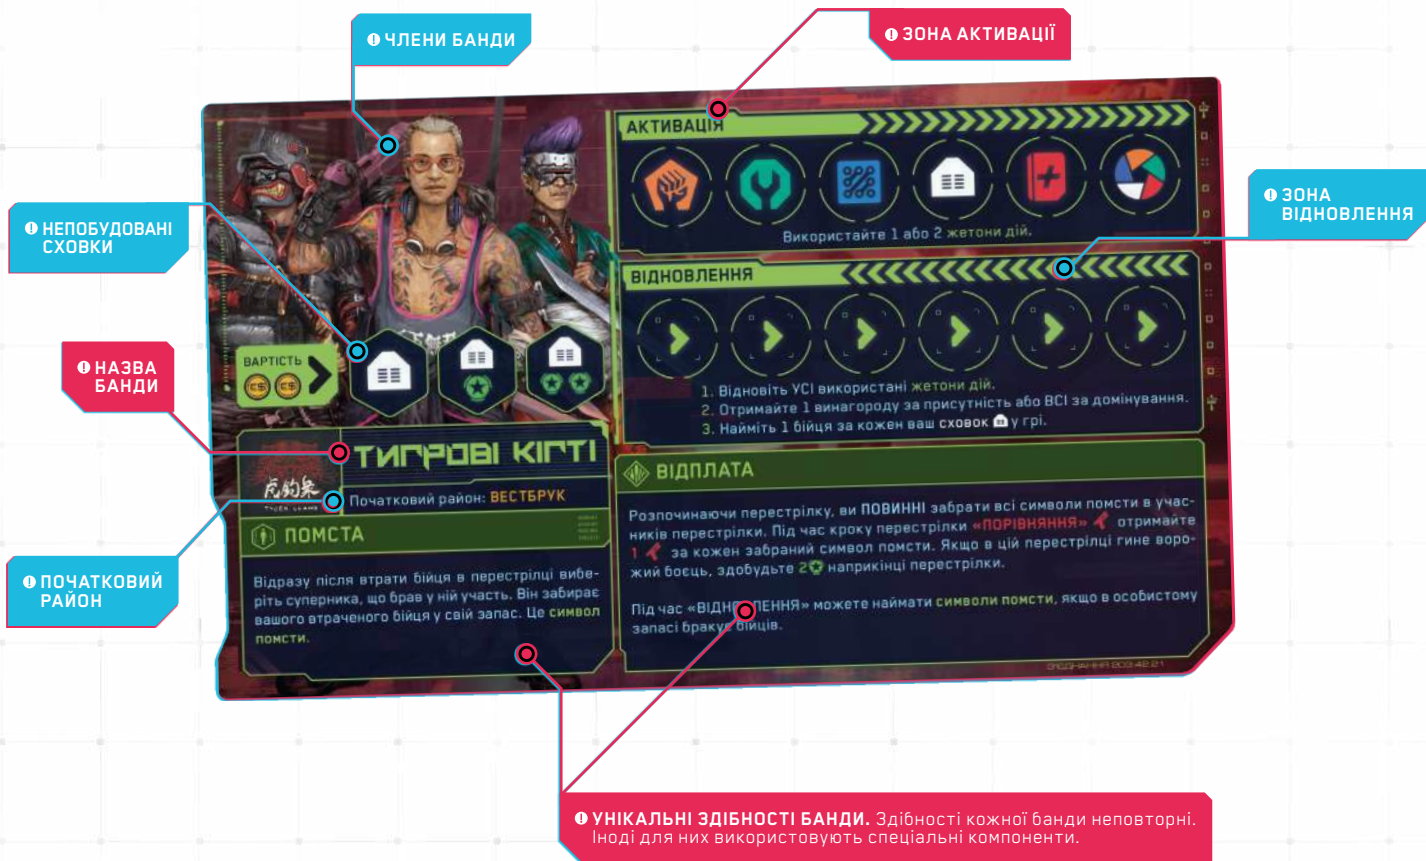 ЧЛЕНИ БАНДИ
ЗОНА АКТИВАЦІЇ
НЕПОБУДОВАНІ
СХОВКИ
ЗОНА
ВІДНОВЛЕННЯ
НАЗВА
БАНДИ
ПОЧАТКОВИЙ
РАЙОН
АКТИВАЦІЯ
Використайте 1 або 2 жетони дій.
ВІДНОВЛЕННЯ
1. Відновіть УСІ використані жетони дій.
2. Отримайте 1 винагороду за присутність або ВСІ за домінування.
3. Найміть 1 бійця за кожен ваш сховок у грі.
ВАРТІСТЬ
€$ €$
ТИГРОВІ КІГТІ
Початковий район: ВЕСТБРУК
ПОМСТА
Відразу після втрати бійця в перестрілці вибе-
ріть суперника, що брав у ній участь. Він забирає
вашого втраченого бійця у свій запас. Це символ
помсти.
ВІДПЛАТА
Розпочинаючи перестрілку, ви ПОВИННІ забрати всі символи помсти в учас-
ників перестрілки. Під час кроку перестрілки «ПОРІВНЯННЯ» отримайте
1 за кожен забраний символ помсти. Якщо в цій перестрілці гине воро-
жий боєць, здобудьте 2 наприкінці перестрілки.
Під час «ВІДНОВЛЕННЯ» можете наймати символи помсти, якщо в особистому
запасі бракує бійців.
УНІКАЛЬНІ ЗДІБНОСТІ БАНДИ. Здібності кожної банди неповторні.
Іноді для них використовують спеціальні компоненти.